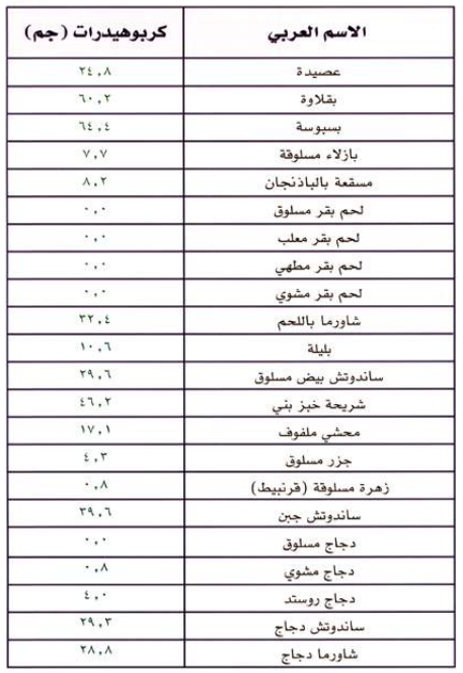 الاسم العربي كربوهيدرات (جم)
عصيدة ٢٤,٨
بقلاوة ٦٠,٢
بسبوسة ٦٤,٤
بازلاء مسلوقة ٧,٧
مسقعة بالباذنجان ٨,٢
لحم بقر مسلوق ٠,٠
لحم بقر معلب ٠,٠
لحم بقر مطهي ٠,٠
لحم بقر مشوي ٠,٠
شاورما باللحم ٣٢,٤
بليلة ١٠,٦
ساندوتش بيض مسلوق ٢٩,٦
شريحة خبز بني ٤٦,٢
محشي ملفوف ١٧,١
جزر مسلوق ٤,٣
زهرة مسلوقة (قرنبيط) ٠,٨
ساندوتش جبن ٣٩,٦
دجاج مسلوق ٠,٠
دجاج مشوي ٠,٨
دجاج روستد ٤,٠
ساندوتش دجاج ٢٩,٣
شاورما دجاج ٢٨,٨